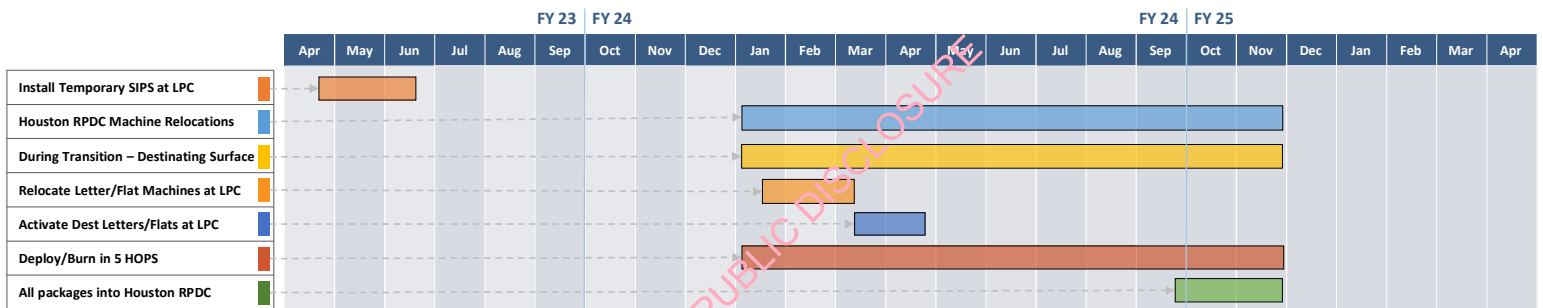 FY 23 FY 24 FY 24 FY 25
Apr May Jun Jul Aug Sep Oct Nov Dec Jan Feb Mar Apr May Jun Jul Aug Sep Oct Nov Dec Jan Feb Mar Apr
Install Temporary SIPS at LPC
Houston RPDC Machine Relocations
During Transition – Destinating Surface
Relocate Letter/Flat Machines at LPC
Activate Dest Letters/Flats at LPC
Deploy/Burn in 5 HOPS
All packages into Houston RPDC
PUBLIC DISCLOSURE